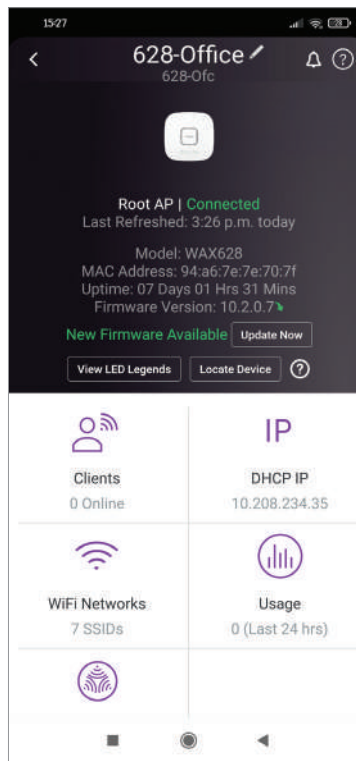 15:27
28
628-Office
628-Ofc
Root AP | Connected
Last Refreshed: 3:26 p.m. today
Model: WAX628
MAC Address: 94:a6:7e:7e:70:7f
Uptime: 07 Days 01 Hrs 31 Mins
Firmware Version: 10.2.0.7
New Firmware Available Update Now
View LED Legends Locate Device ?
Clients
0 Online
IP
DHCP IP
10.208.234.35
WiFi Networks
7 SSIDs
Usage
0 (Last 24 hrs)